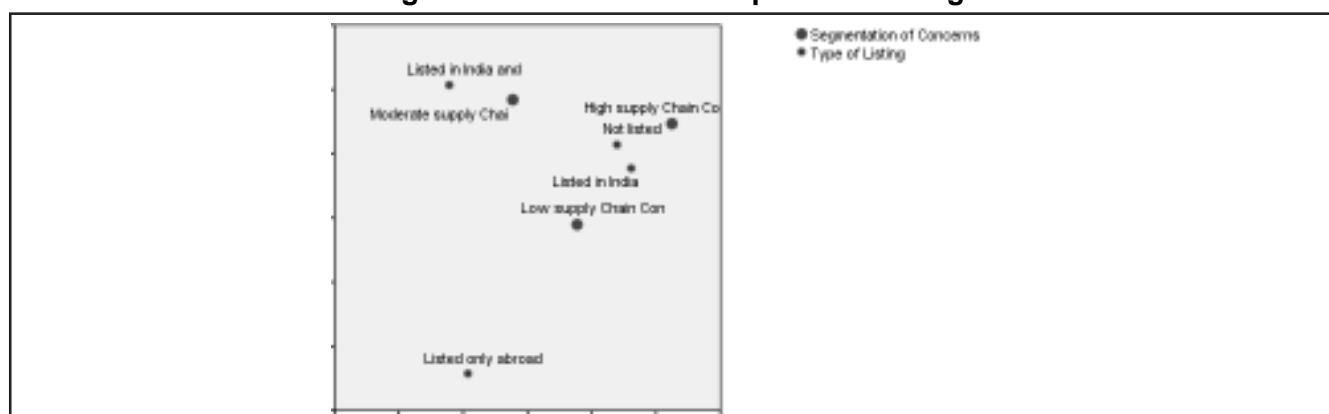 Segmentation of Concerns
Type of Listing
Listed in India and
Moderate supply Chai
High supply Chain Co
Not listed
Listed in India
Low supply Chain Con
Listed only abroad